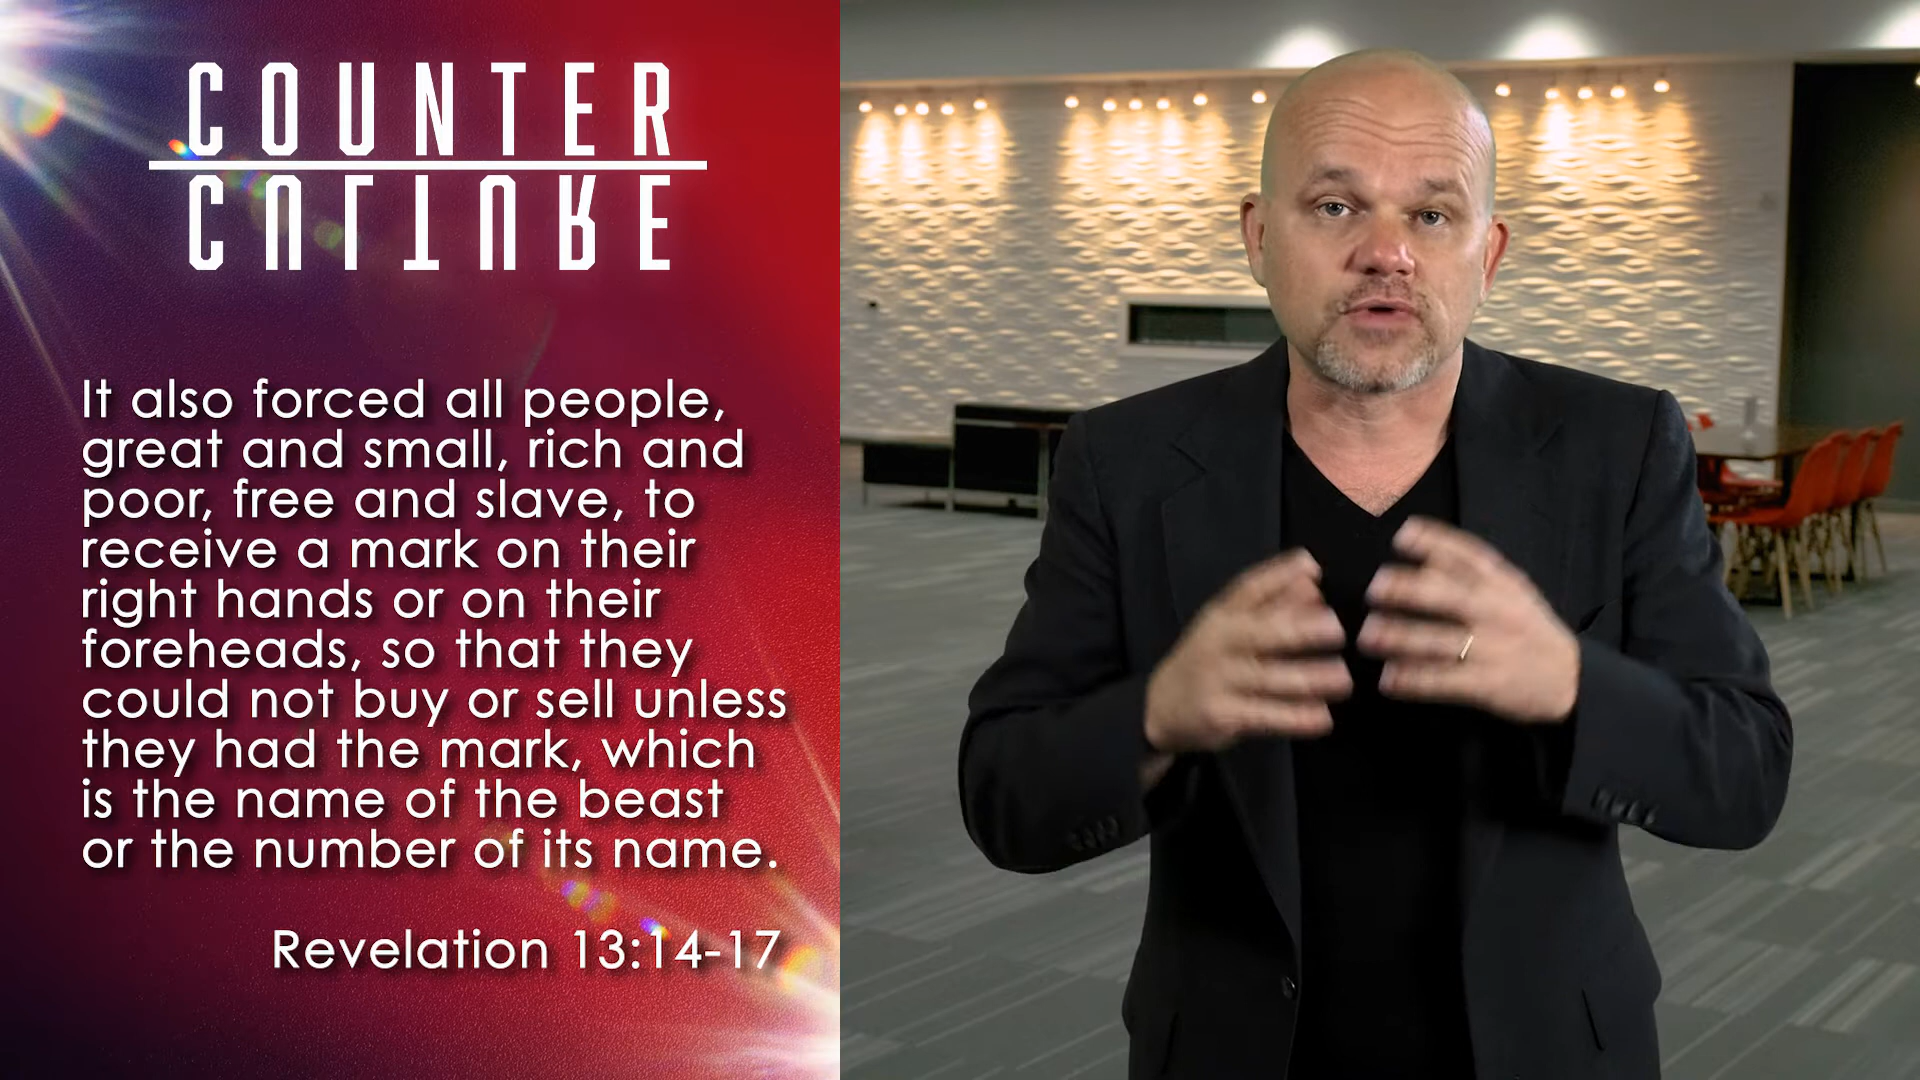 COUNTER
CULTURE
It also forced all people,
great and small, rich and
poor, free and slave, to
receive a mark on their
right hands or on their
foreheads, so that they
could not buy or sell unless
they had the mark, which
is the name of the beast
or the number of its name.
Revelation 13:14-17